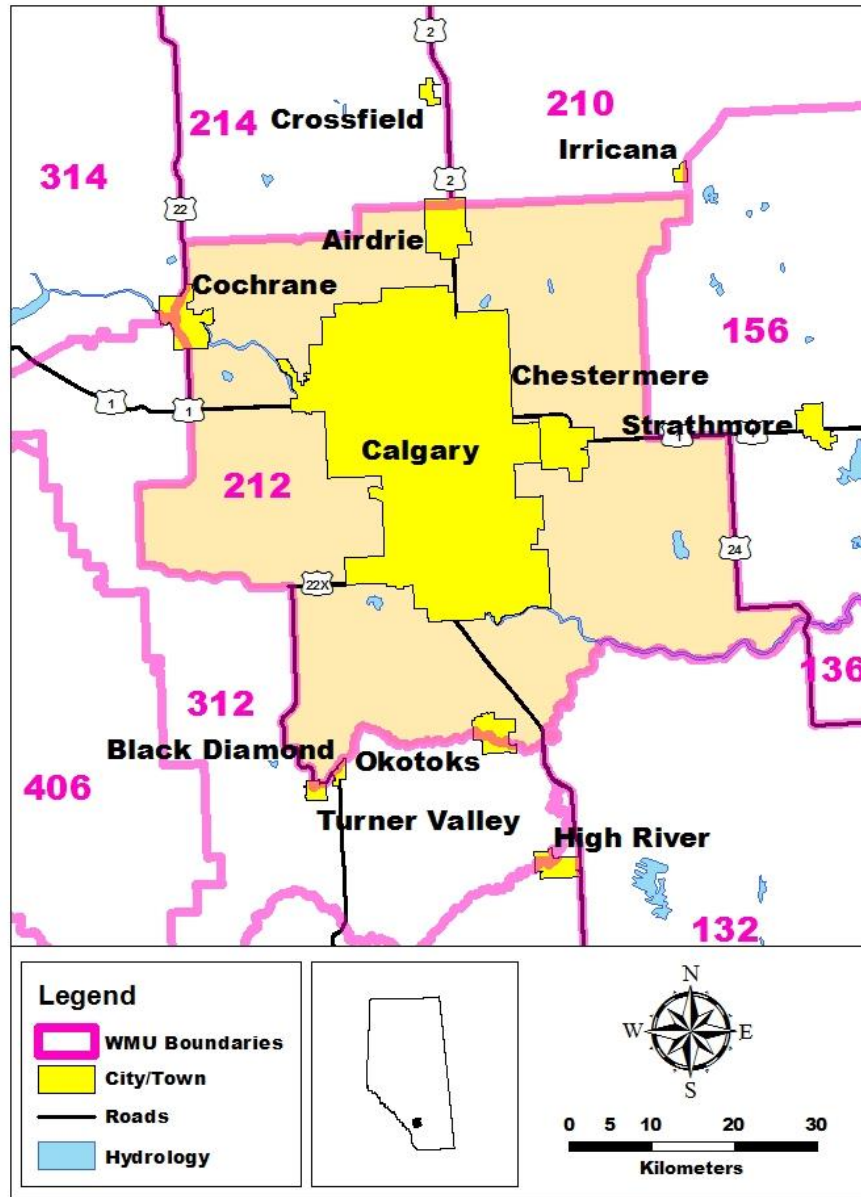 2
214
Crossfield
210
Irricana
314
2
22
Airdrie
Cochrane
156
Chestermere
1
1
Strathmore
1
1
Calgary
212
24
22X
136
312
Black Diamond
Okotoks
406
Turner Valley
High River
132
Legend
WMU Boundaries
City/Town
Roads
Hydrology
N
W
E
S
0 5 10 20 30
Kilometers